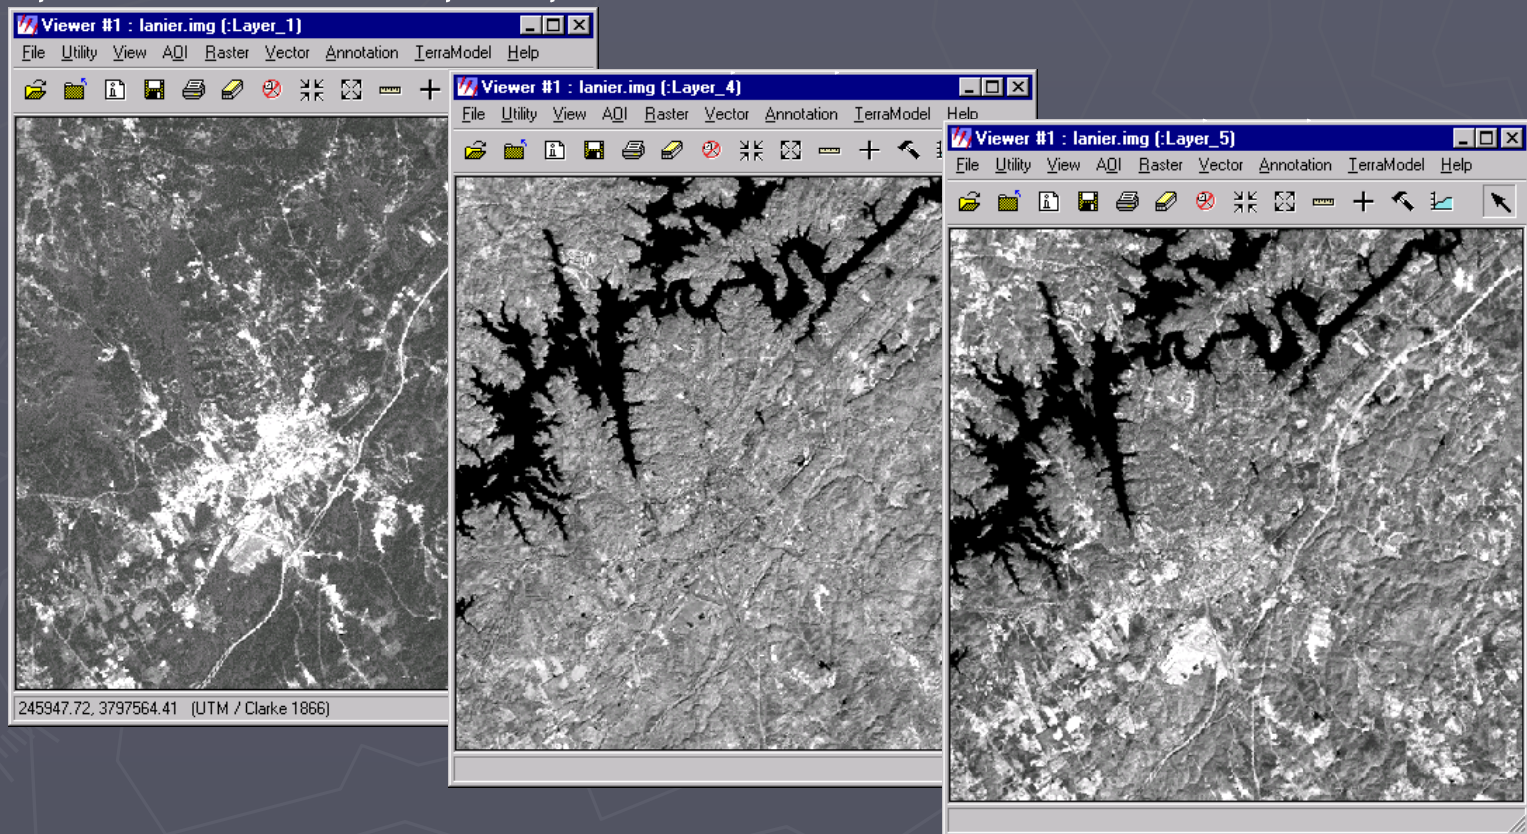 Viewer #1 : lanier.img (:Layer_1)
File Utility View AOI Raster Vector Annotation TerraModel Help
245947.72, 3797564.41 (UTM / Clarke 1866)
Viewer #1 : lanier.img (:Layer_4)
File Utility View AOI Raster Vector Annotation TerraModel Help
Viewer #1 : lanier.img (:Layer_5)
File Utility View AOI Raster Vector Annotation TerraModel Help